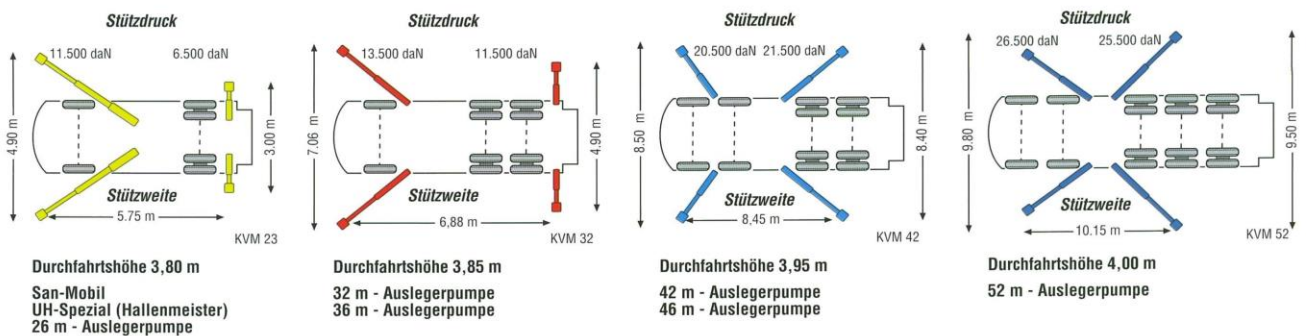 Stützdruck
11.500 daN
6.500 daN
4.90 m
3.00 m
Stützweite
5.75 m
KVM 23
Durchfahrtshöhe 3,80 m
San-Mobil
UH-Spezial (Hallenmeister)
26 m - Auslegerpumpe
Stützdruck
13.500 daN
11.500 daN
7.06 m
4.90 m
Stützweite
6,88 m
KVM 32
Durchfahrtshöhe 3,85 m
32 m - Auslegerpumpe
36 m - Auslegerpumpe
Stützdruck
20.500 daN
21.500 daN
8.50 m
8.40 m
Stützweite
8,45 m
KVM 42
Durchfahrtshöhe 3,95 m
42 m - Auslegerpumpe
46 m - Auslegerpumpe
Stützdruck
26.500 daN
25.500 daN
9.80 m
9.50 m
Stützweite
10.15 m
KVM 52
Durchfahrtshöhe 4,00 m
52 m - Auslegerpumpe